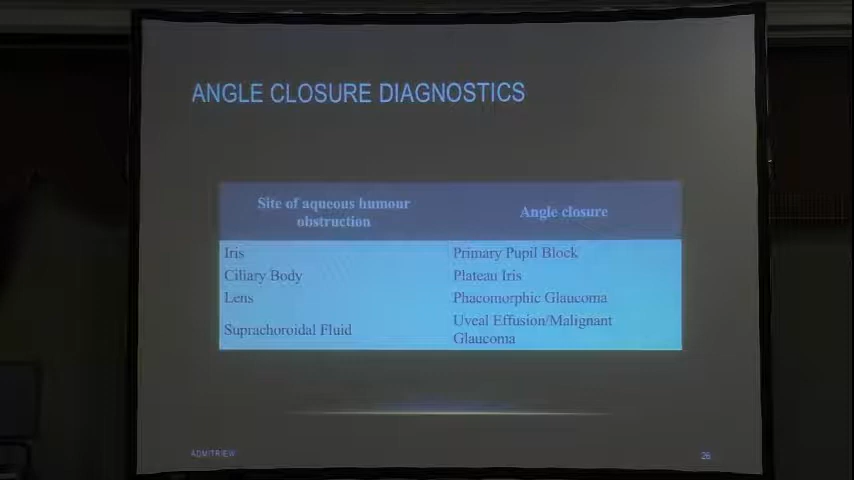 ANGLE CLOSURE DIAGNOSTICS
Site of aqueous humour
obstruction
Angle closure
Iris
Primary Pupil Block
Ciliary Body
Plateau Iris
Lens
Phacomorphic Glaucoma
Suprachoroidal Fluid
Uveal Effusion/Malignant
Glaucoma
26